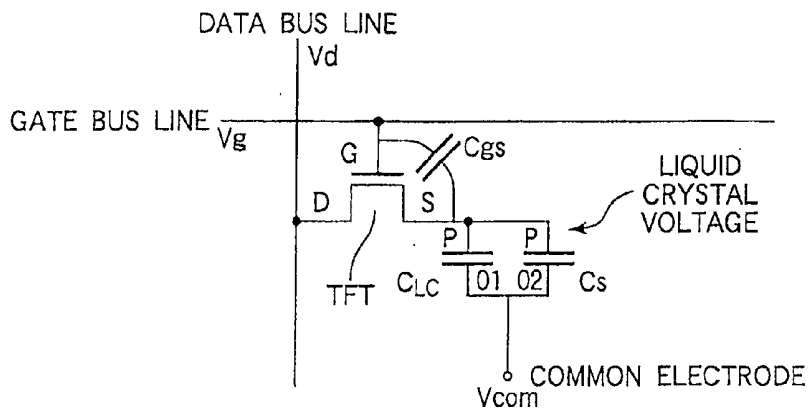 DATA BUS LINE
Vd
GATE BUS LINE
Vg
G
Cgs
D
S
LIQUID
CRYSTAL
VOLTAGE
P
P
TFT
CLC
01
02
Cs
COMMON ELECTRODE
Vcom